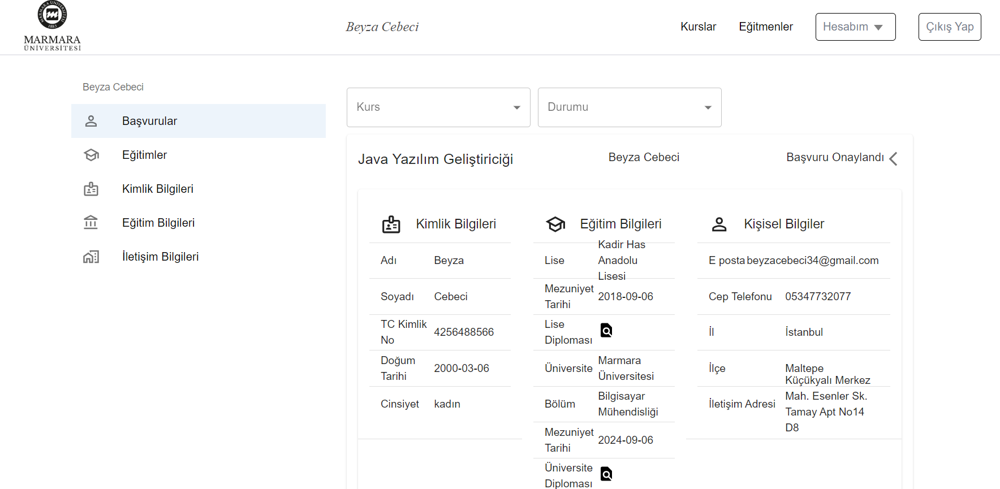 MARMARA ÜNİVERSİTESİ
1883
MARMARA
ÜNİVERSİTESİ
Beyza Cebeci
Kurslar
Eğitmenler
Hesabım
Çıkış Yap
Beyza Cebeci
Başvurular
Eğitimler
Kimlik Bilgileri
Eğitim Bilgileri
İletişim Bilgileri
Kurs
Durumu
Java Yazılım Geliştiriciği
Beyza Cebeci
Başvuru Onaylandı
Kimlik Bilgileri
Adı Beyza
Soyadı Cebeci
TC Kimlik
No
4256488566
Doğum
Tarihi
2000-03-06
Cinsiyet kadın
Eğitim Bilgileri
Lise
Kadir Has
Anadolu
Lisesi
Mezuniyet
Tarihi
2018-09-06
Lise
Diploması
Üniversite
Marmara
Üniversitesi
Bölüm
Bilgisayar
Mühendisliği
Mezuniyet
Tarihi
2024-09-06
Üniversite
Diploması
Kişisel Bilgiler
E posta beyzacebeci34@gmail.com
Cep Telefonu 05347732077
İl İstanbul
İlçe Maltepe
İletişim Adresi
Küçükyalı Merkez
Mah. Esenler Sk.
Tamay Apt No14
D8